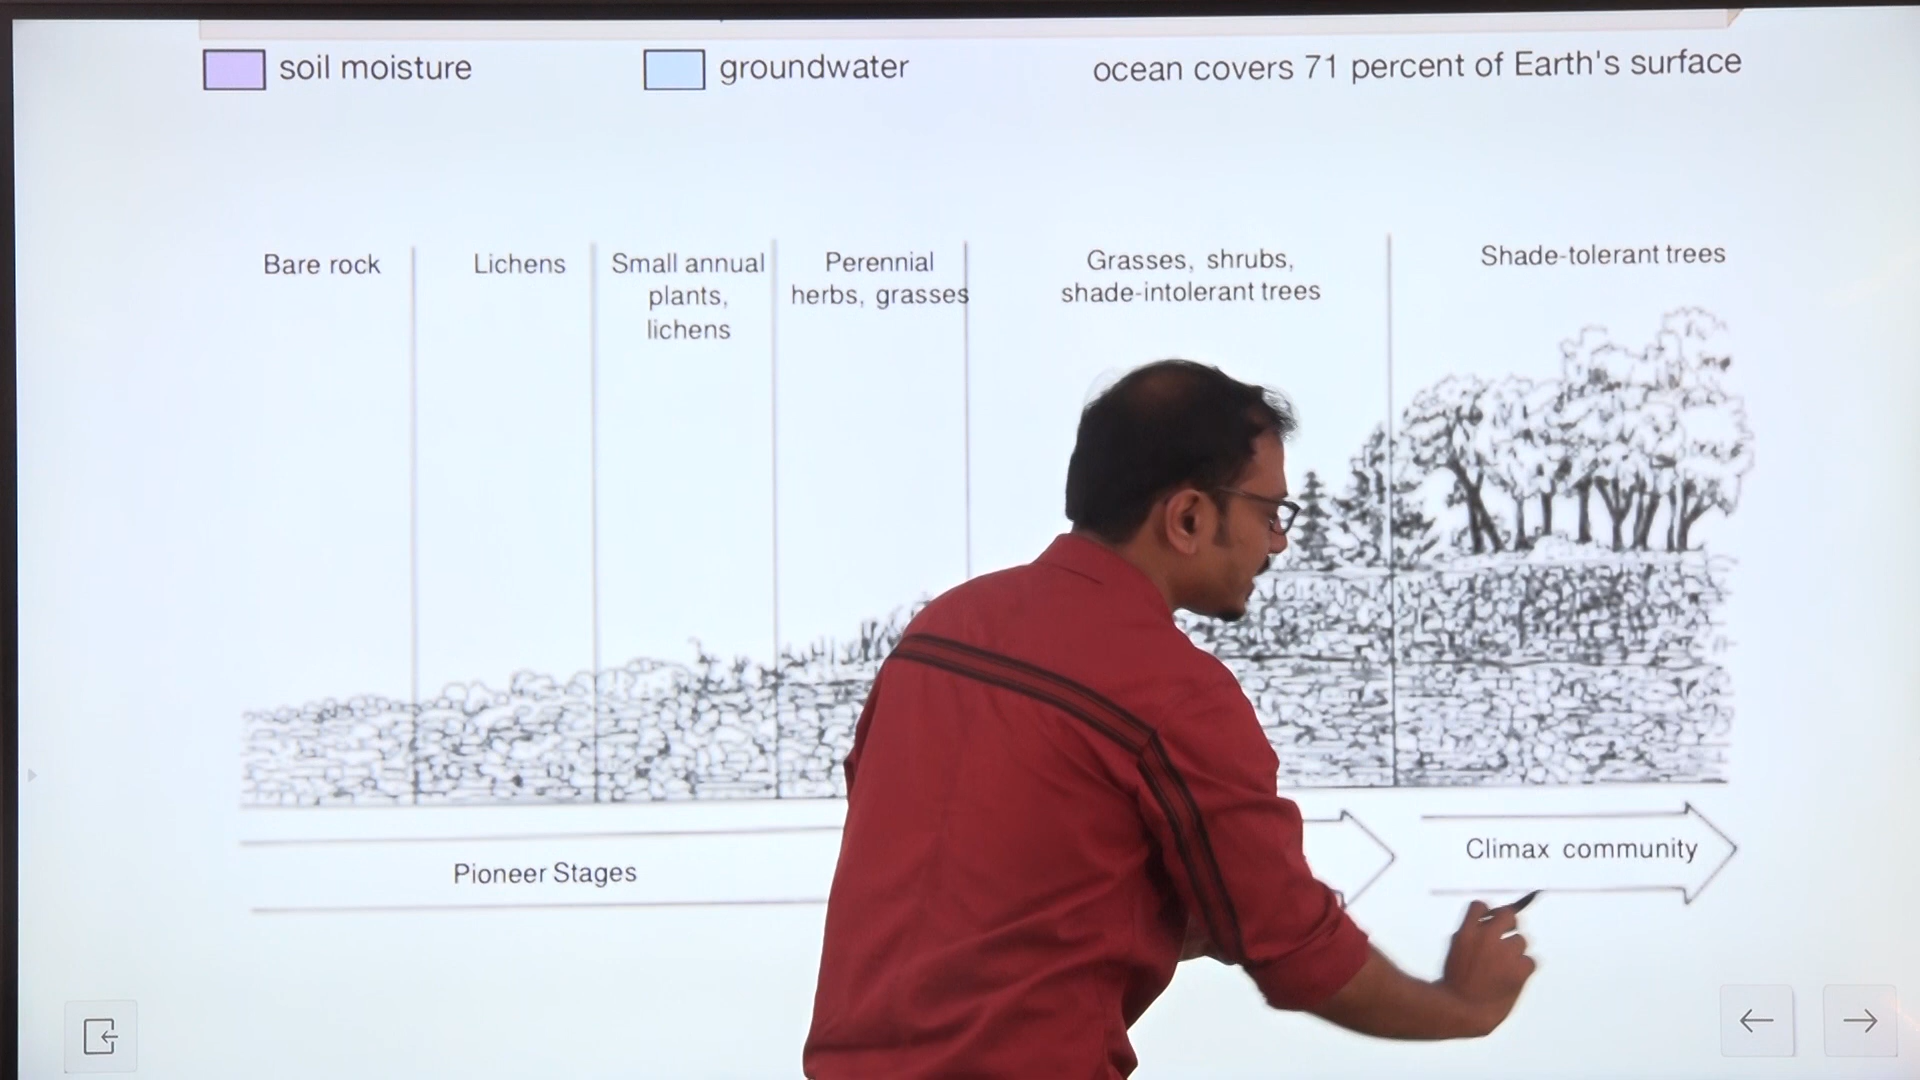 soil moisture
groundwater
ocean covers 71 percent of Earth's surface
Bare rock
Lichens
Small annual
plants,
lichens
Perennial
herbs, grasses
Grasses, shrubs,
shade-intolerant trees
Shade-tolerant trees
Pioneer Stages
Climax community